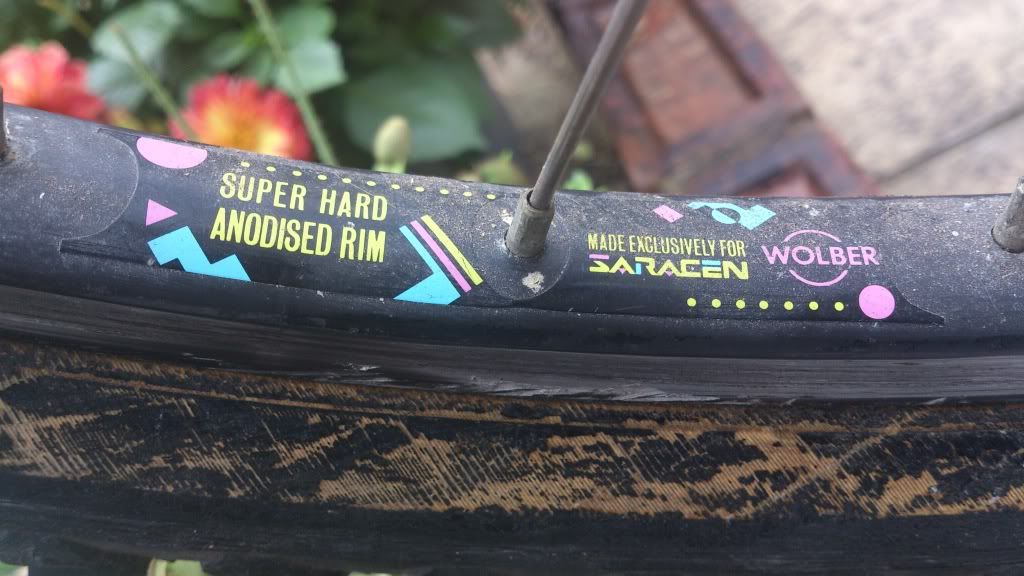 SUPER HARD
ANODISED RIM
MADE EXCLUSIVELY FOR
SARACEN
WOLBER